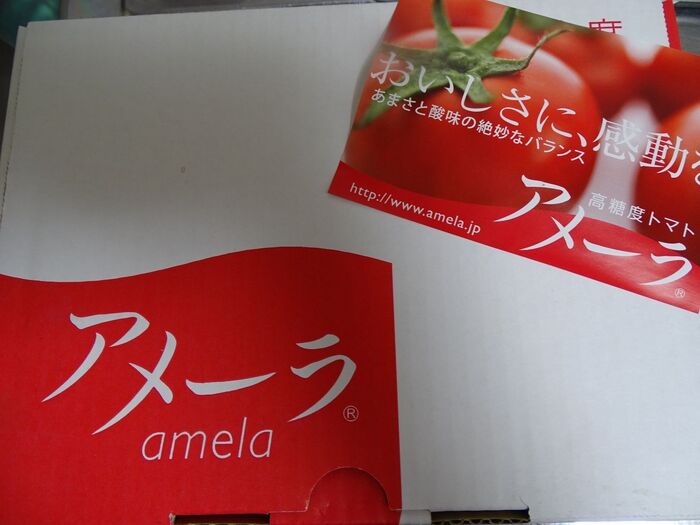 おいしさに、感動を
あまさと酸味の絶妙なバランス
http://www.amela.jp
高糖度トマト
アメーラ®
アメーラ®
amela